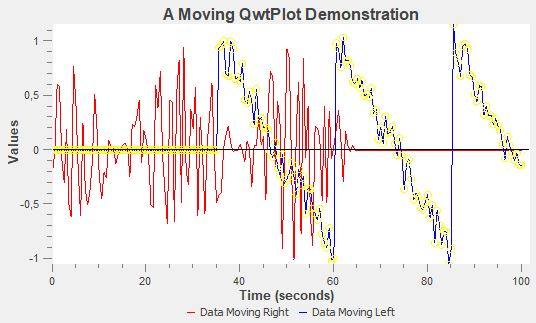 A Moving QwtPlot Demonstration
1
0,5
0
-0,5
-1
Values
0
20
40
60
80
100
Time (seconds)
Data Moving Right
Data Moving Left